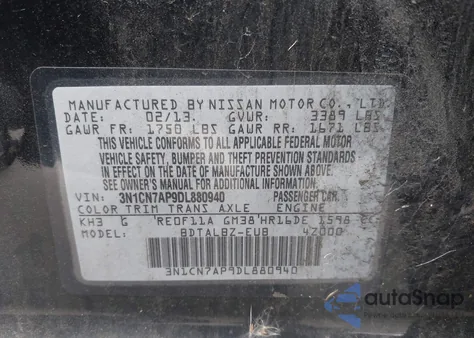 MANUFACTURED BY NISSAN MOTOR CO., LTD.
DATE: 02/13. GVWR: 3389 LBS
GAWR FR: 1750 LBS GAWR RR: 1671 LBS
THIS VEHICLE CONFORMS TO ALL APPLICABLE FEDERAL MOTOR
VEHICLE SAFETY, BUMPER AND THEFT PREVENTION STANDARDS
IN EFFECT ON THE DATE OF MANUFACTURE SHOWN ABOVE.
SEE OWNER'S MANUAL FOR ADDITIONAL INFORMATION.
VIN: 3N1CN7AP9DL880940 PASSENGER CAR
COLOR TRIM TRANS AXLE ENGINE
KH3 G RE0F11A GM38 HR16DE 1598 CC
MODEL: BDTALBZ-EUB 4Z000
3N1CN7AP9DL880940
autoSnap